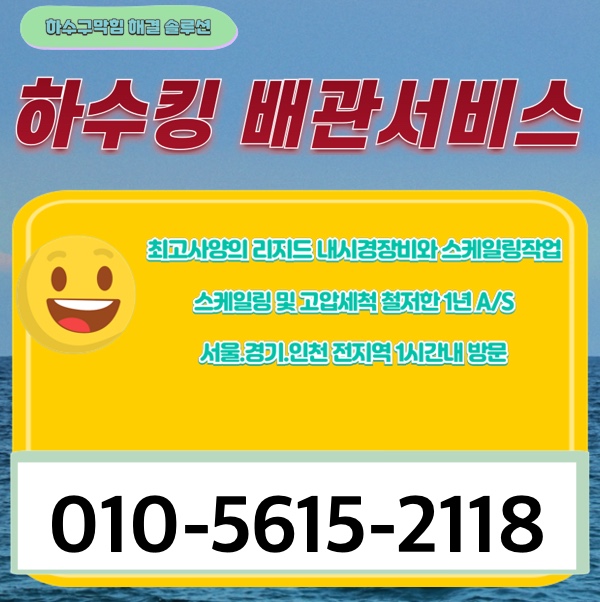 하수구막힘 해결 솔루션
하수킹 배관서비스
최고사양의 리지드 내시경장비와 스케일링작업
스케일링 및 고압세척 철저한 1년 A/S
서울.경기.인천 전지역 1시간내 방문
010-5615-2118